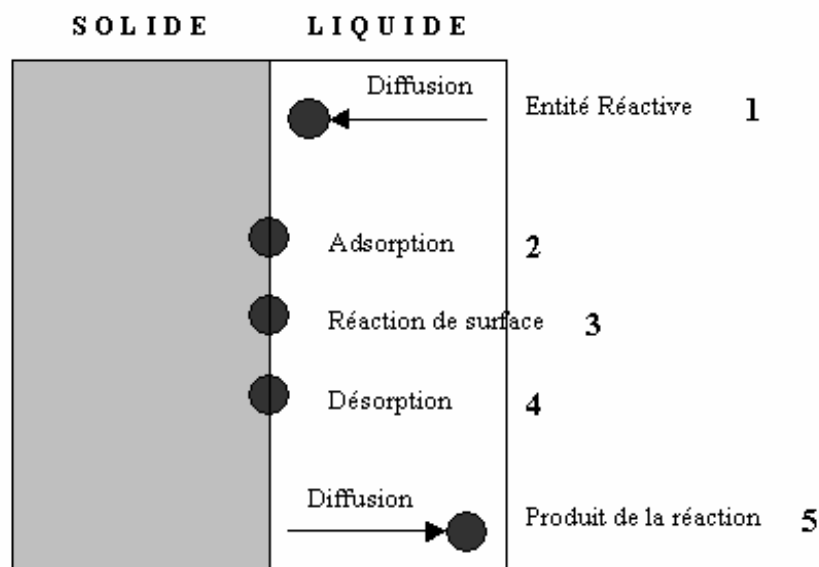 SOLIDE LIQUIDE
Diffusion
Entité Réactive 1
Adsorption 2
Réaction de surface 3
Désorption 4
Diffusion
Produit de la réaction 5